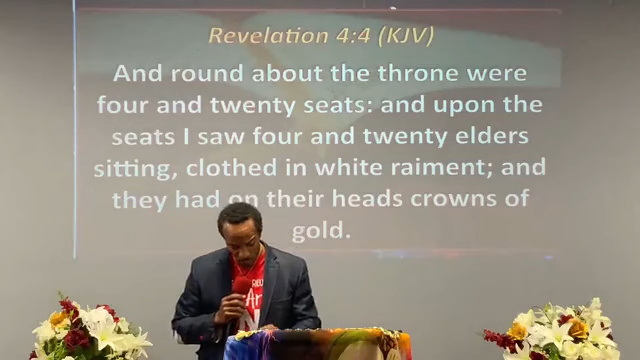 Revelation 4:4 (KJV)
And round about the throne were
four and twenty seats: and upon the
seats I saw four and twenty elders
sitting, clothed in white raiment; and
they had on their heads crowns of
gold.